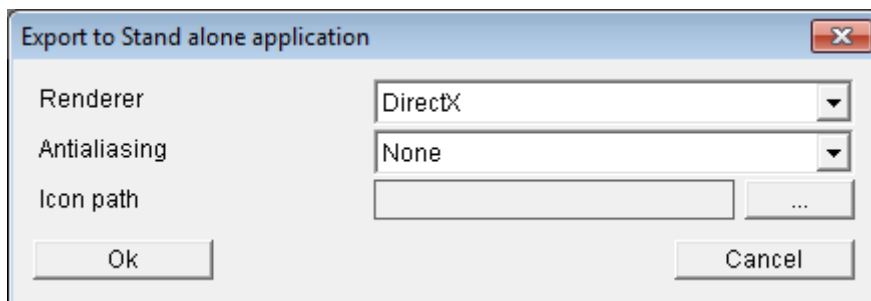 Export to Stand alone application
Renderer DirectX
Antialiasing None
Icon path ...
Ok Cancel